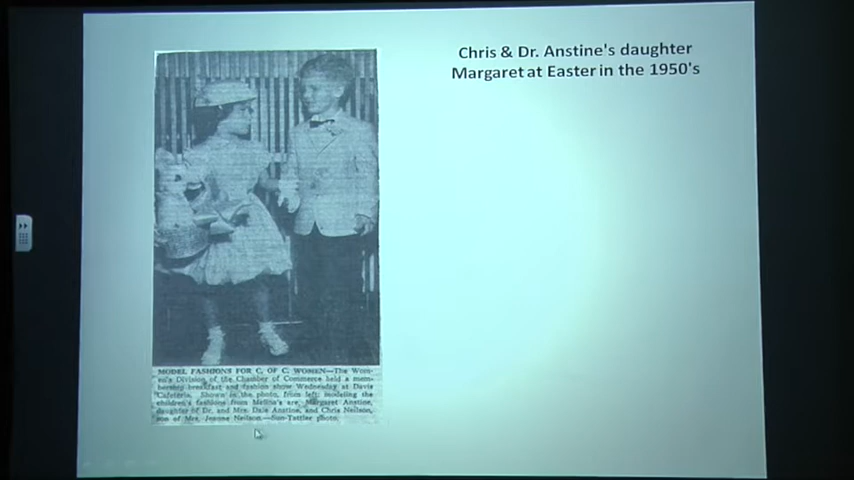 Chris & Dr. Anstine's daughter
Margaret at Easter in the 1950's
MODEL FASHIONS FOR C. OF C. WOMEN—The Wom-
en's Division of the Chamber of Commerce held a mem-
bership breakfast and fashion show Wednesday at Davis
Cafeteria. Shown in the photo, from left, modeling the
children's fashions from Melina's are, Margaret Anstine,
daughter of Dr. and Mrs. Dale Anstine, and Chris Neilson,
son of Mrs. Jeanne Neilson.—Sun-Tattler photo.